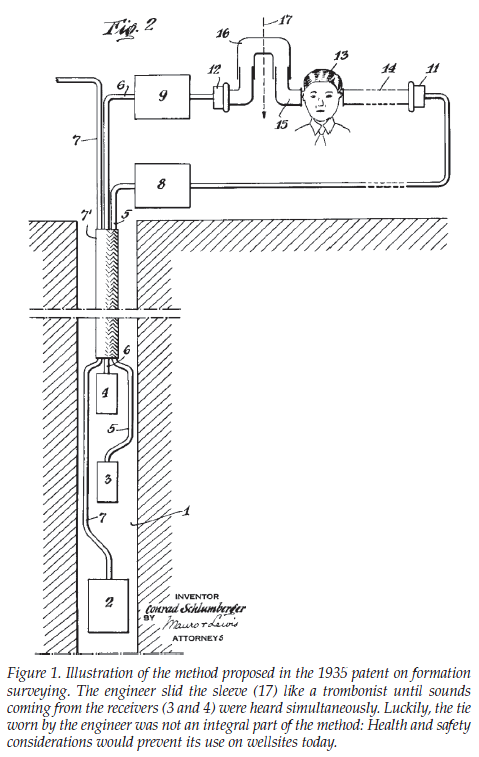 Fig. 2
17
16
13
12
14
11
6
9
15
7
8
7'
5
6
4
5
3
7
1
2
INVENTOR
Conrad Schlumberger
BY
Mauro + Lewis
ATTORNEYS
Figure 1. Illustration of the method proposed in the 1935 patent on formation
surveying. The engineer slid the sleeve (17) like a trombonist until sounds
coming from the receivers (3 and 4) were heard simultaneously. Luckily, the tie
worn by the engineer was not an integral part of the method: Health and safety
considerations would prevent its use on wellsites today.